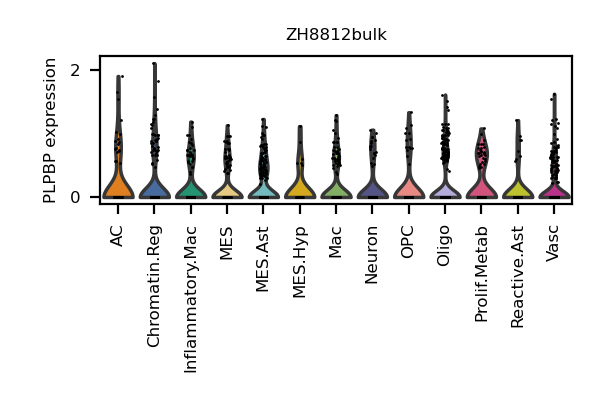 ZH8812bulk
PLPBP expression
2
0
AC
Chromatin.Reg
Inflammatory.Mac
MES
MES.Ast
MES.Hyp
Mac
Neuron
OPC
Oligo
Prolif.Metab
Reactive.Ast
Vasc